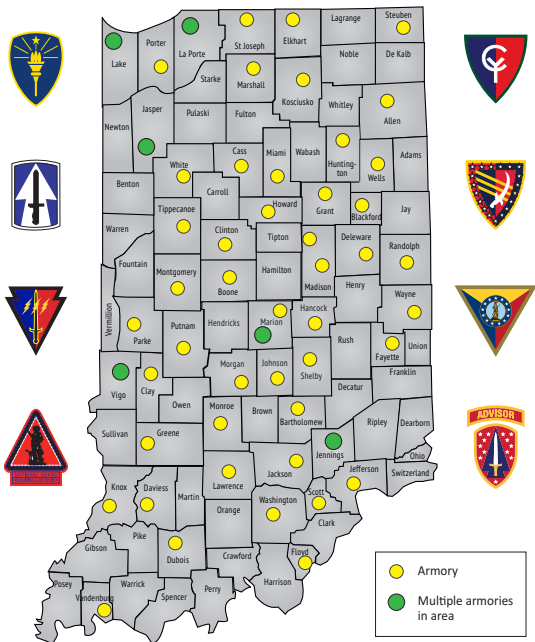 Steuben
Lagrange
St Joseph
Elkhart
Porter
La Porte
Lake
Noble
De Kalb
Starke
Marshall
Kosciusko
Whitley
Allen
Jasper
Pulaski
Fulton
Newton
Miami
Wabash
Hunting-
ton
Cass
White
Wells
Adams
Benton
Carroll
Howard
Grant
Blackford
Jay
Tippecanoe
Warren
Clinton
Tipton
Delaware
Randolph
Fountain
Hamilton
Madison
Montgomery
Boone
Henry
Wayne
Vermillion
Hancock
Marion
Hendricks
Putnam
Parke
Rush
Fayette
Union
Shelby
Franklin
Morgan
Johnson
Vigo
Clay
Decatur
Owen
Monroe
Brown
Bartholomew
Ripley
Dearborn
Sullivan
Greene
Jennings
Ohio
Jefferson
Switzerland
Jackson
Lawrence
Knox
Daviess
Martin
Scott
Washington
Orange
Clark
Pike
Gibson
Dubois
Floyd
Crawford
Harrison
Posey
Warrick
Vandenburg
Spencer
Perry
ADVISOR
Armory
Multiple armories
in area